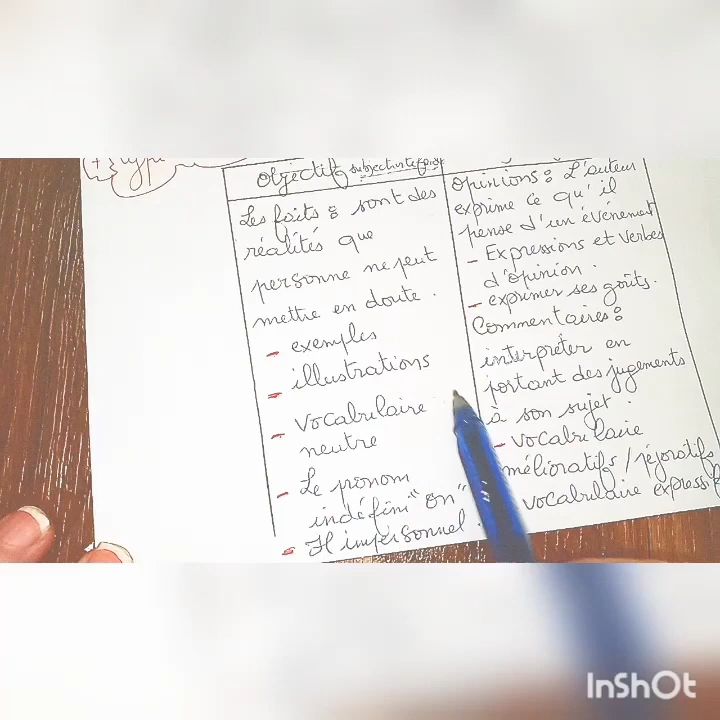 objectif
Les faits : sont des
réalités que
personne ne peut
mettre en doute.
- exemples
- illustrations
- vocabulaire
neutre
- Le pronom
indéfini "on"
- Il impersonnel.
opinions : L'auteur
exprime ce qu'il
pense d'un événement
- Expressions et verbes
d'opinion.
- exprimer ses goûts.
Commentaires :
interpréter en
portant des jugements
à son sujet.
- vocabulaire
mélioratifs / péjoratifs
vocabulaire expressif
InShOt